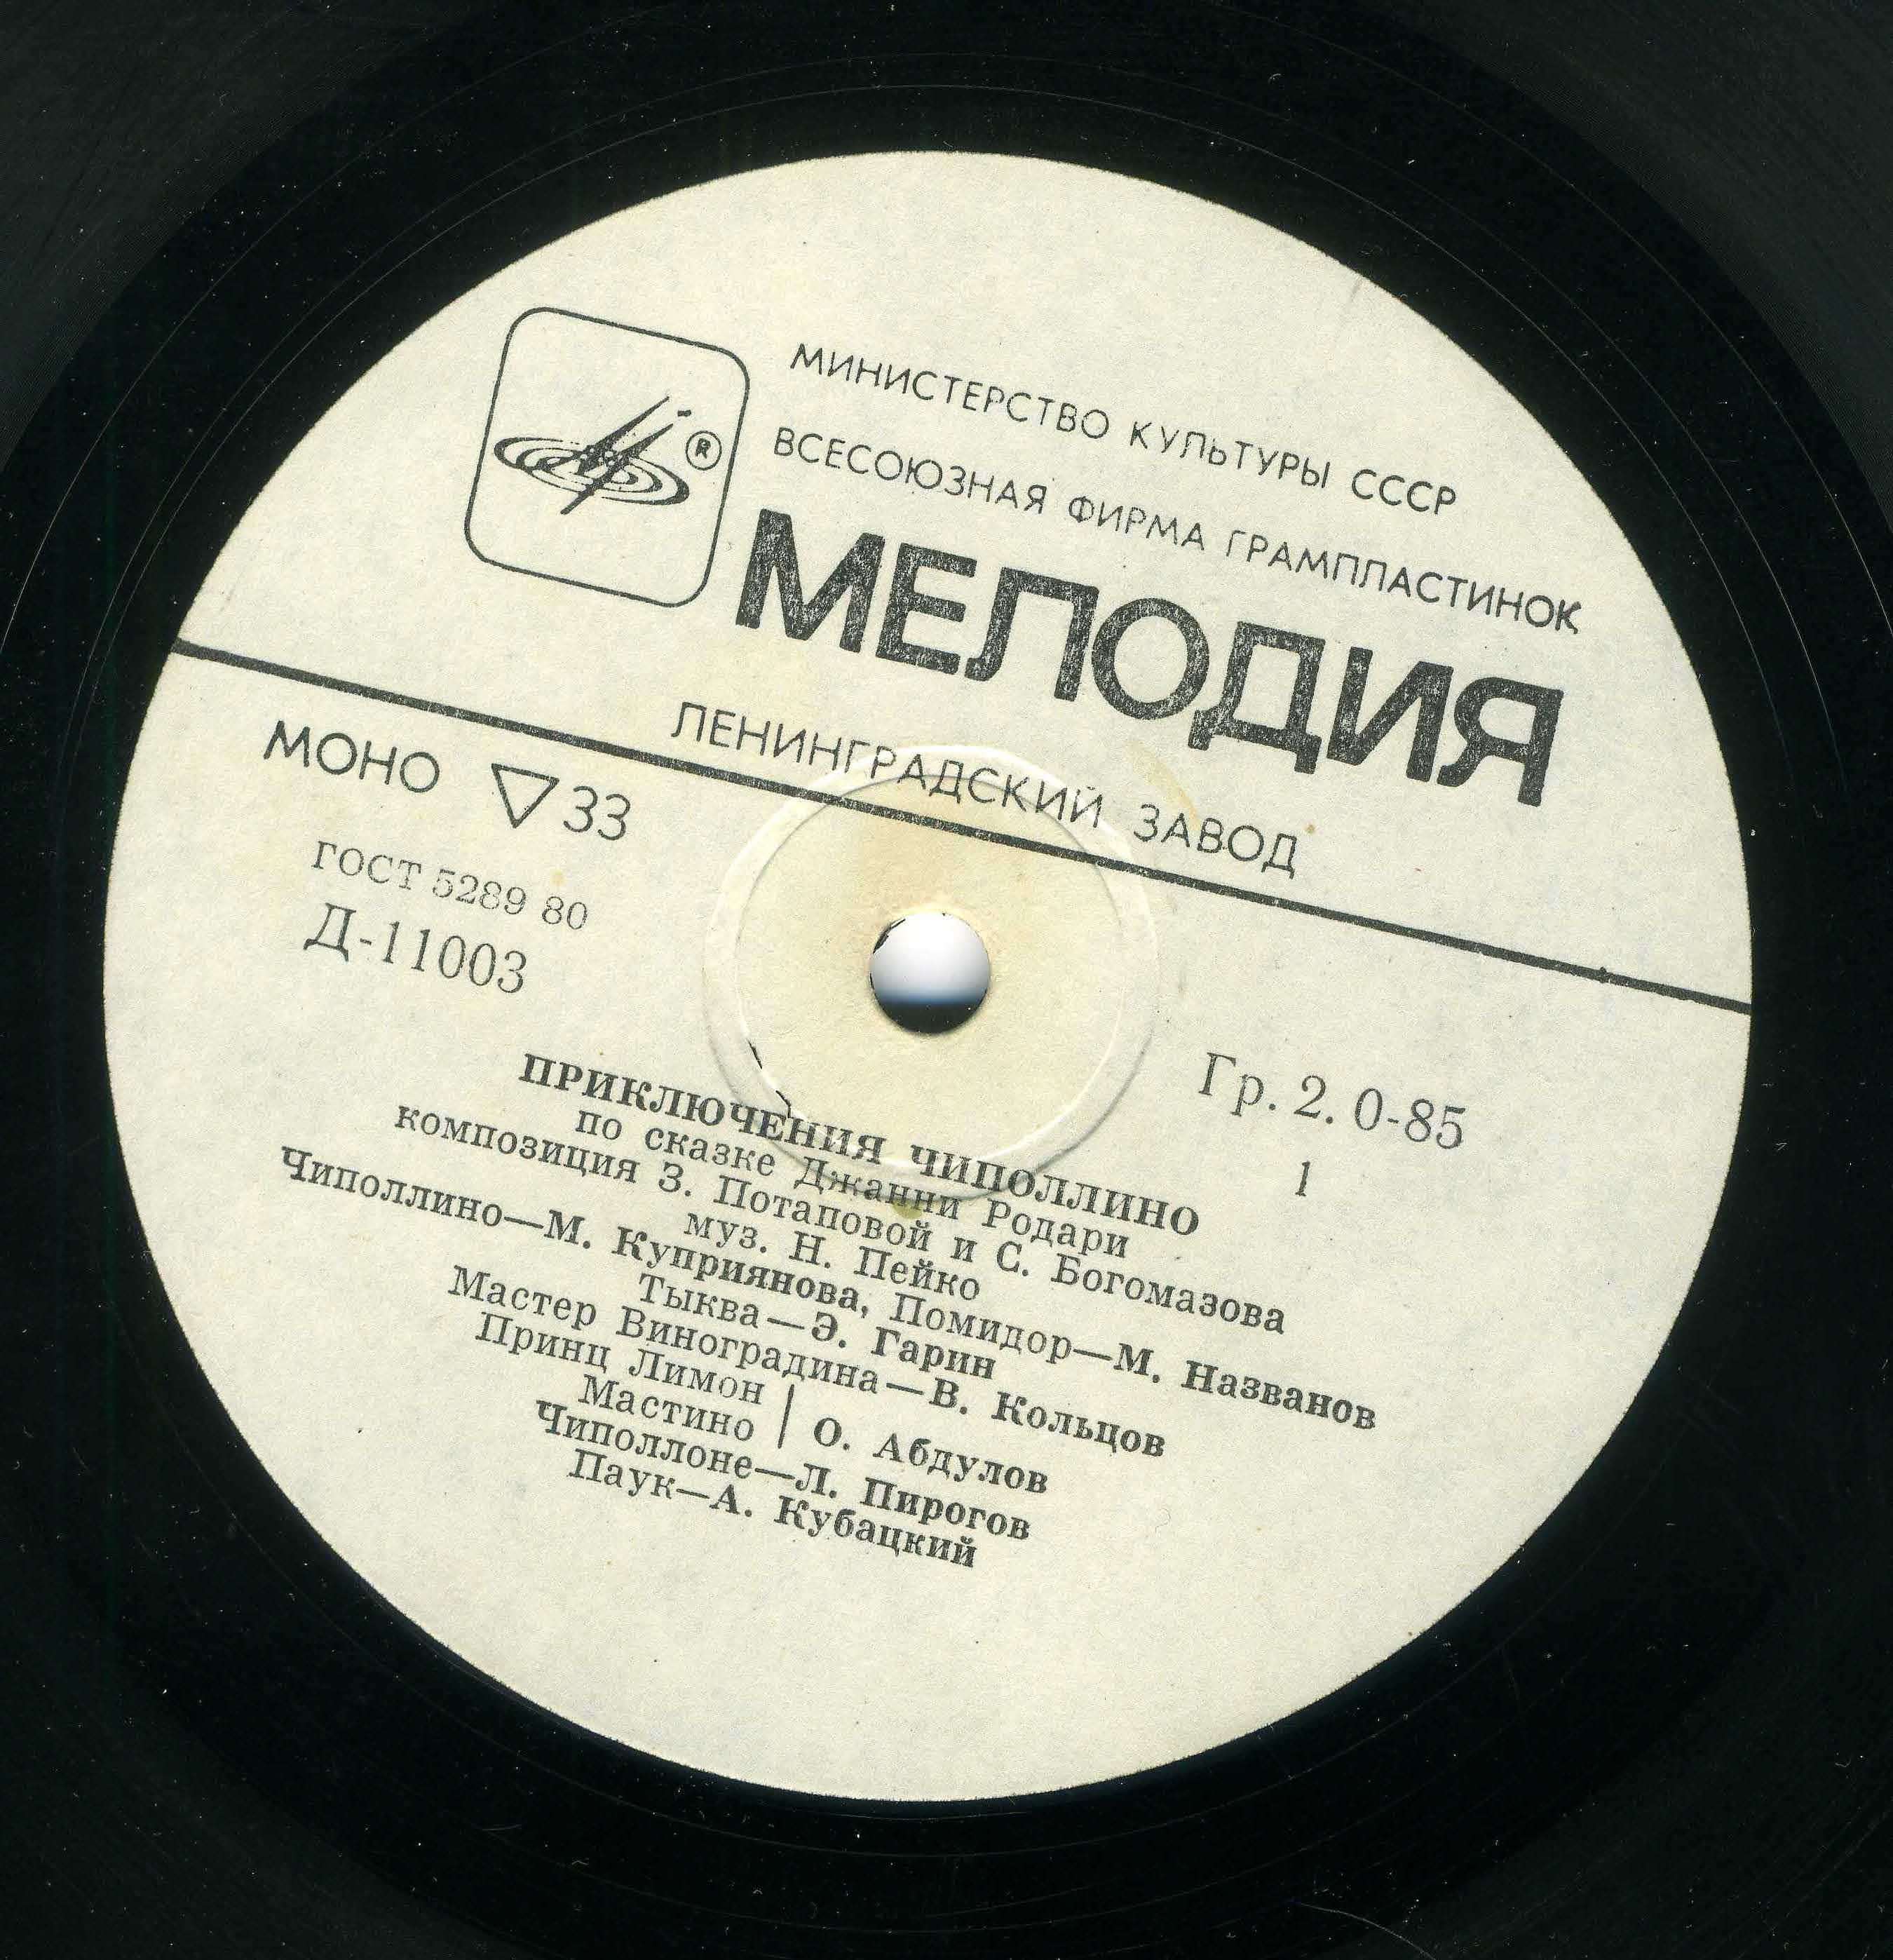 МИНИСТЕРСТВО КУЛЬТУРЫ СССР
ВСЕСОЮЗНАЯ ФИРМА ГРАМПЛАСТИНОК
®
МЕЛОДИЯ
ЛЕНИНГРАДСКИЙ ЗАВОД
МОНО ▽33
ГОСТ 5289 80
Д-11003
Гр. 2. 0-85
1
ПРИКЛЮЧЕНИЯ ЧИПОЛЛИНО
по сказке Джанни Родари
композиция З. Потаповой и С. Богомазова
муз. Н. Пейко
Чиполлино—М. Куприянова, Помидор—М. Названов
Тыква—Э. Гарин
Мастер Виноградина—В. Кольцов
Принц Лимон
Мастино | О. Абдулов
Чиполлоне—Л. Пирогов
Паук—А. Кубацкий